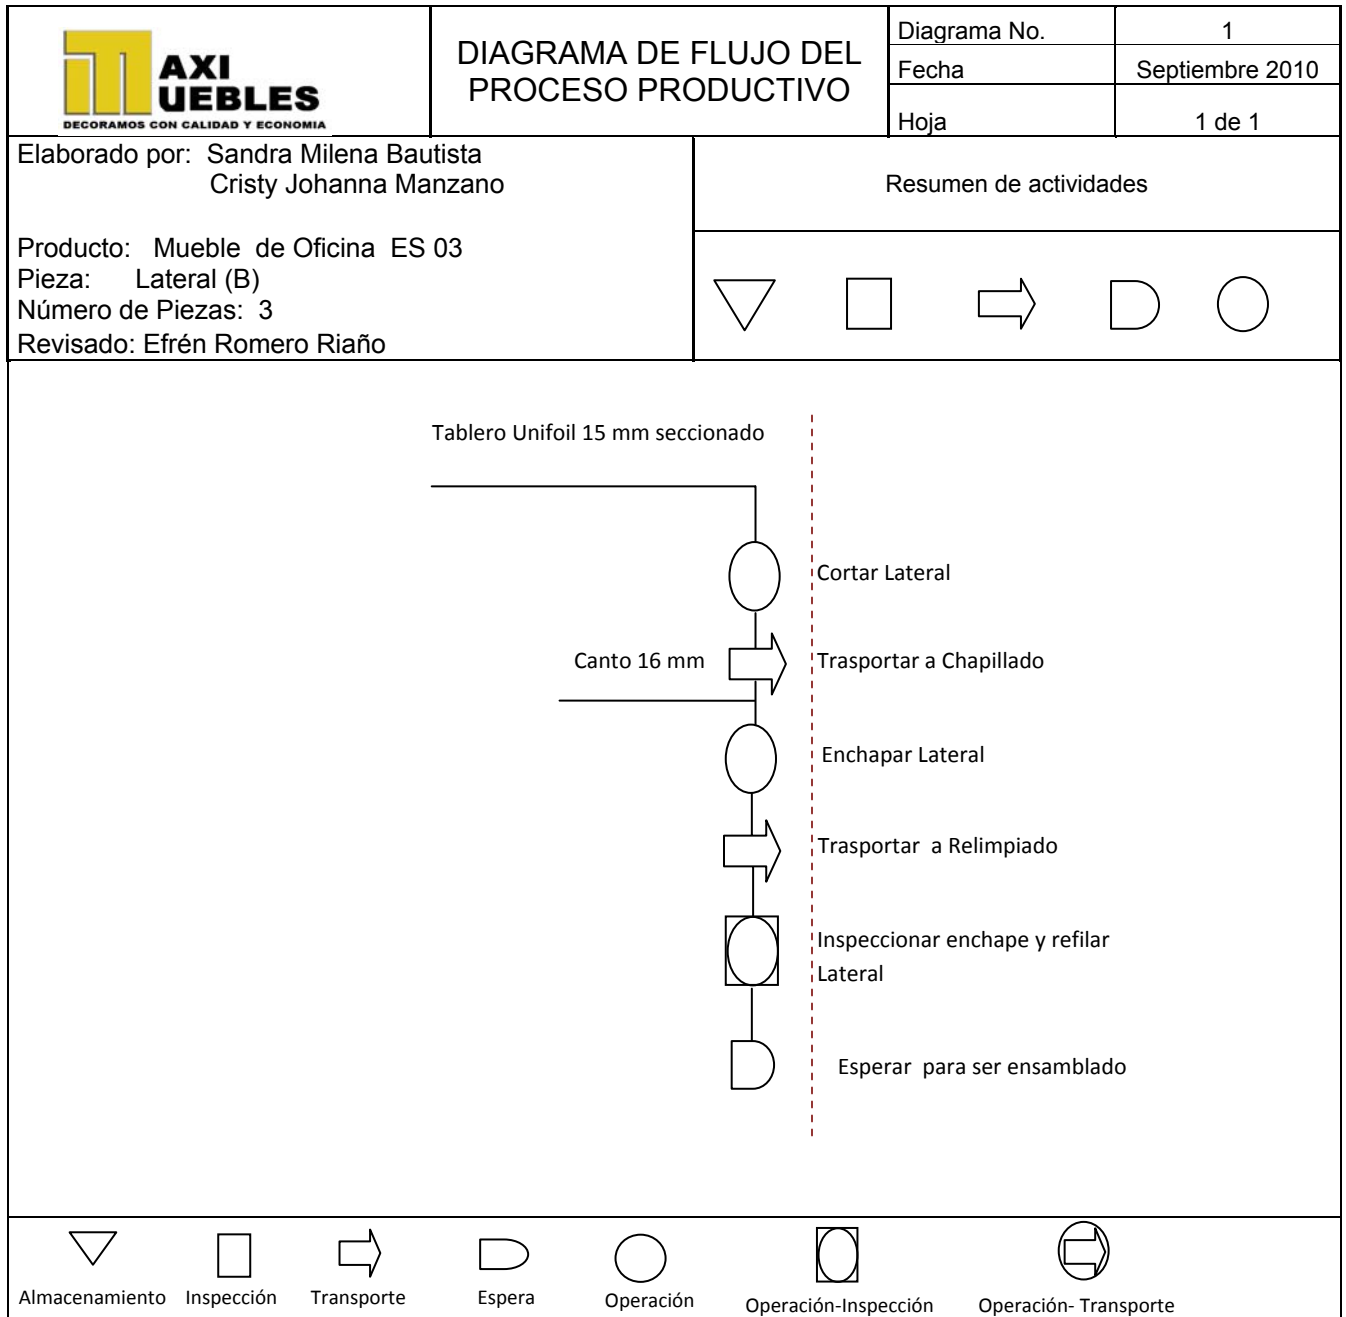 AXI
UEBLES
DECORAMOS CON CALIDAD Y ECONOMIA
DIAGRAMA DE FLUJO DEL
PROCESO PRODUCTIVO
Diagrama No. 1
Fecha Septiembre 2010
Hoja 1 de 1
Elaborado por: Sandra Milena Bautista
Cristy Johanna Manzano
Producto: Mueble de Oficina ES 03
Pieza: Lateral (B)
Número de Piezas: 3
Revisado: Efrén Romero Riaño
Resumen de actividades
Tablero Unifoil 15 mm seccionado
Cortar Lateral
Canto 16 mm
Trasportar a Chapillado
Enchapar Lateral
Trasportar a Relimpiado
Inspeccionar enchape y refilar
Lateral
Esperar para ser ensamblado
Almacenamiento
Inspección
Transporte
Espera
Operación
Operación-Inspección
Operación- Transporte